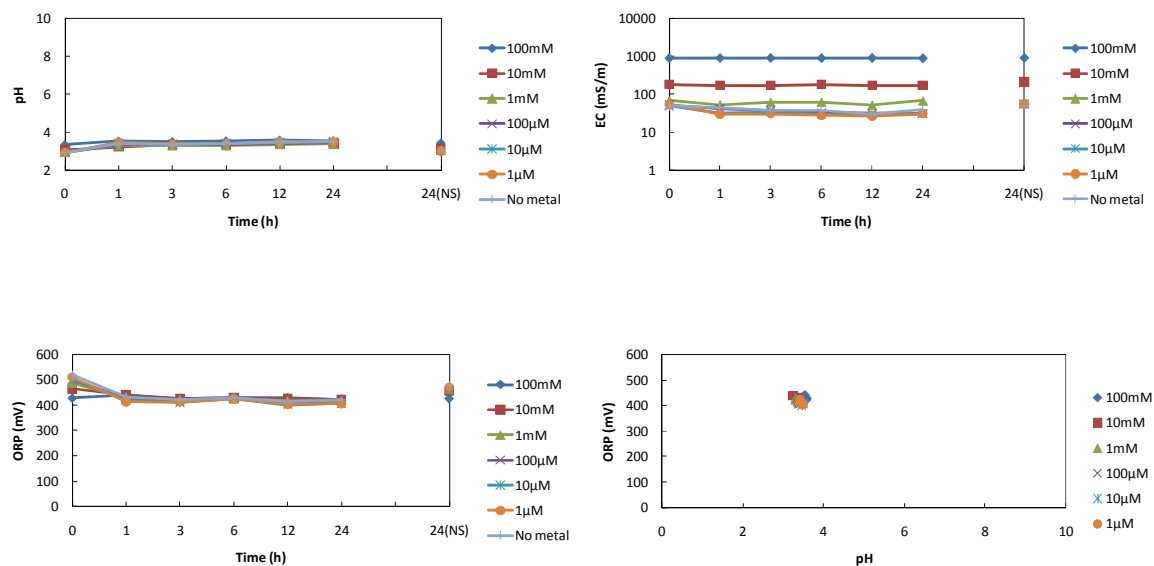 10
8
6
4
2
pH
0
1
3
6
12
24
24(NS)
Time (h)
100mM
10mM
1mM
100μM
10μM
1μM
No metal
10000
1000
100
10
1
EC (mS/m)
0
1
3
6
12
24
24(NS)
Time (h)
100mM
10mM
1mM
100μM
10μM
1μM
No metal
600
500
400
300
200
100
0
ORP (mV)
0
1
3
6
12
24
24(NS)
Time (h)
100mM
10mM
1mM
100μM
10μM
1μM
No metal
600
500
400
300
200
100
0
ORP (mV)
0
2
4
6
8
10
pH
100mM
10mM
1mM
100μM
10μM
1μM